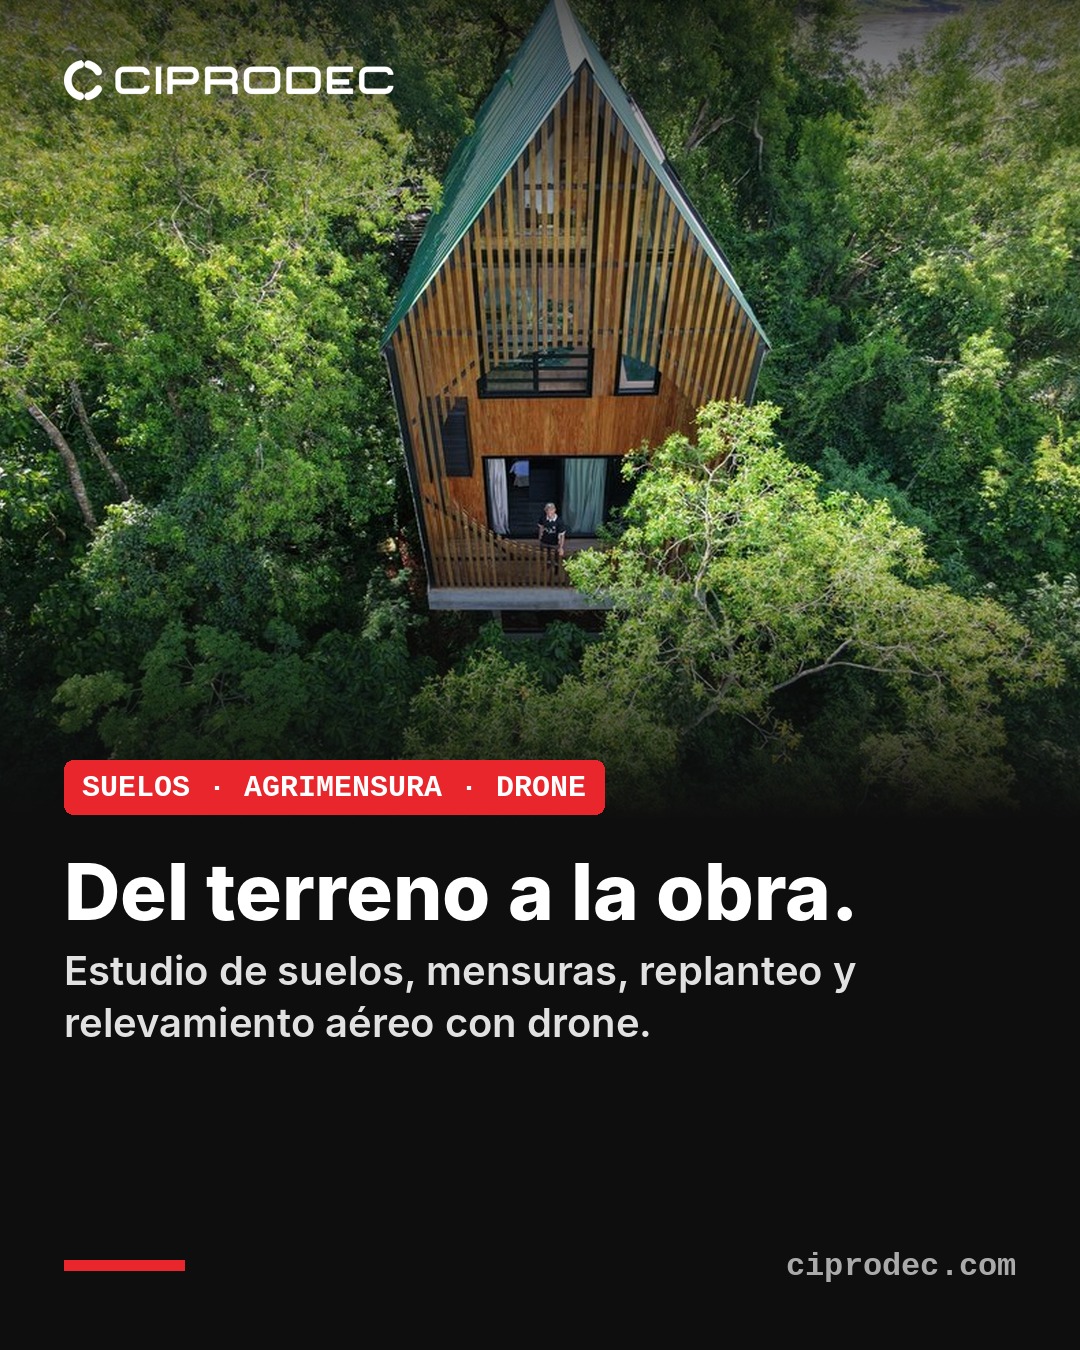 CIPRODEC
SUELOS · AGRIMENSURA · DRONE
Del terreno a la obra.
Estudio de suelos, mensuras, replanteo y
relevamiento aéreo con drone.
ciprodec.com